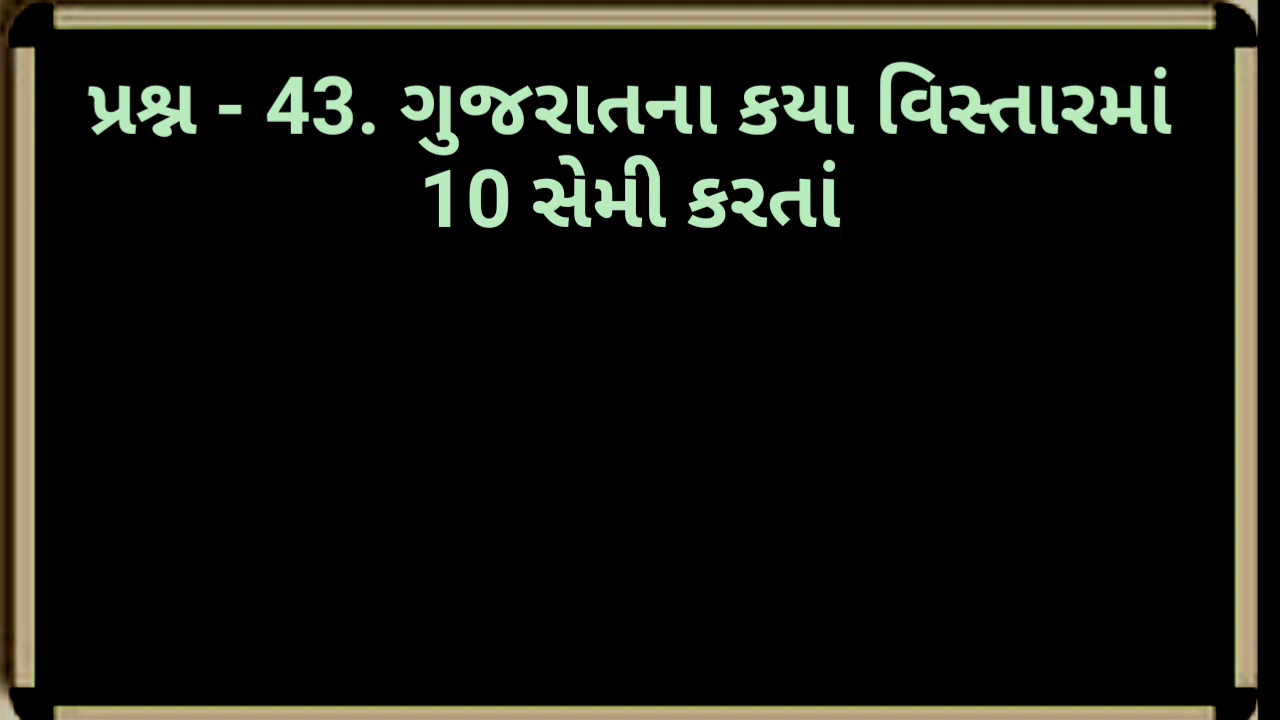 પ્રશ્ન - 43. ગુજરાતના કયા વિસ્તારમાં
10 સેમી કરતાં